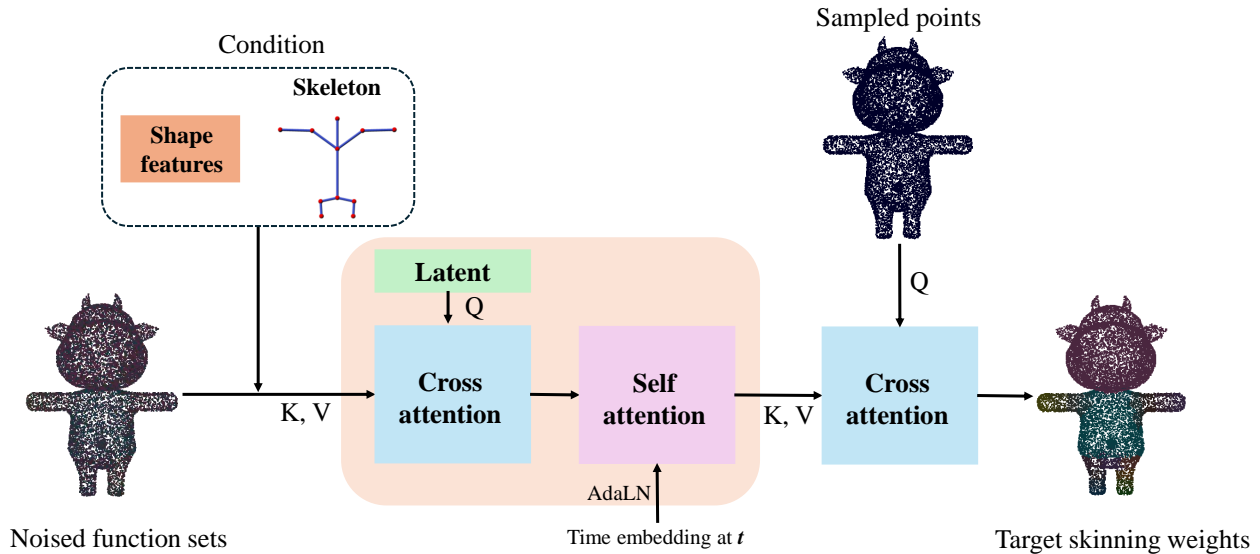 Sampled points
Condition
Skeleton
Shape
features
Latent
Q
Q
Cross
attention
Self
attention
Cross
attention
K, V
K, V
AdaLN
Time embedding at t
Noised function sets
Target skinning weights